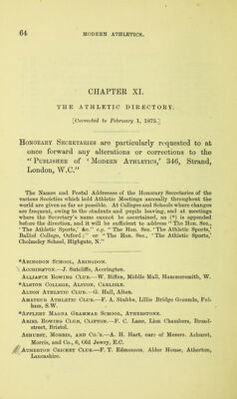 64 MODERN ATHLETICS.
CHAPTER XI.
THE ATHLETIC DIRECTORY.
[Corrected to February 1, 1875.]
HONORARY SECRETARIES are particularly requested to at
once forward any alterations or corrections to the
"PUBLISHER of 'MODERN ATHLETICS,' 346, Strand,
London, W.C."
The Names and Postal Addresses of the Honorary Secretaries of the
various Societies which hold Athletic Meetings annually throughout the
world are given as far as possible. At Colleges and Schools where changes
are frequent, owing to the students and pupils leaving, and at meetings
where the Secretary's name cannot be ascertained, an (*) is appended
before the direction, and it will be sufficient to address "The Hon. Sec.,
'The Athletic Sports,' &c." e.g. "The Hon. Sec. 'The Athletic Sports,'
Balliol College, Oxford;" or "The Hon. Sec., 'The Athletic Sports,'
Cholmeley School, Highgate, N."
*ABINGDON SCHOOL, ABINGDON.
ACCRINGTON.—J. Sutcliffe, Accrington.
ALLIANCE ROWING CLUB.—W. Biffen, Middle Mall, Hammersmith, W.
*ALSTON COLLEGE, ALSTON, CARLISLE.
ALTON ATHLETIC CLUB.—G. Hall, Alton.
AMATEUR ATHLETIC CLUB.—F. A. Stubbs, Lillie Bridge Grounds, Ful-
ham, S.W.
*APPLEBY MAGNA GRAMMAR SCHOOL, ATHERSTONE.
ARIEL ROWING CLUB, CLIFTON.—F. C. Lane, Lion Chambers, Broad-
street, Bristol.
ASHURST, MORRIS, AND CO.'S.—A. H. Hart, care of Messrs. Ashurst,
Morris, and Co., 6, Old Jewry, E.C.
ATHERTON CRICKET CLUB.—F. T. Edmonson, Alder House, Atherton,
Lancashire.